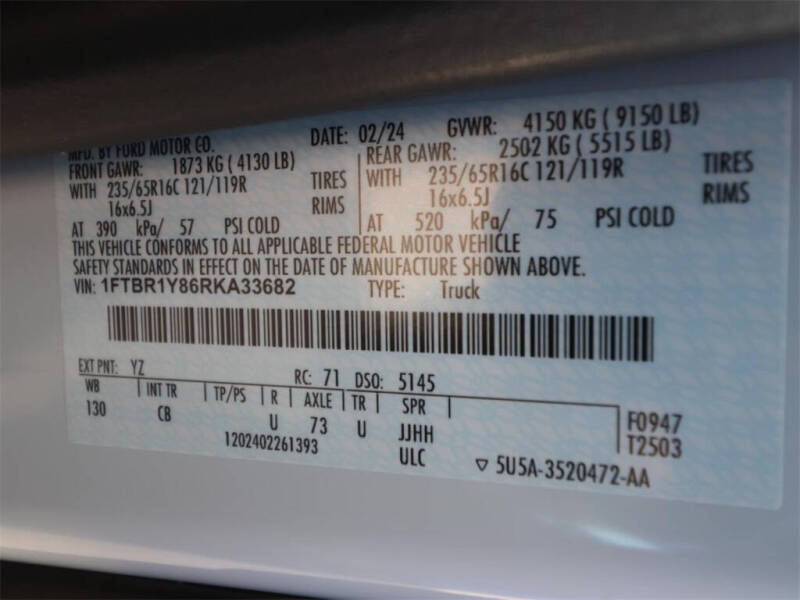 MFD. BY FORD MOTOR CO. DATE: 02/24 GVWR: 4150 KG ( 9150 LB)
FRONT GAWR: 1873 KG ( 4130 LB) REAR GAWR: 2502 KG ( 5515 LB)
WITH 235/65R16C 121/119R TIRES WITH 235/65R16C 121/119R TIRES
16x6.5J RIMS 16x6.5J RIMS
AT 390 kPa/ 57 PSI COLD AT 520 kPa/ 75 PSI COLD
THIS VEHICLE CONFORMS TO ALL APPLICABLE FEDERAL MOTOR VEHICLE
SAFETY STANDARDS IN EFFECT ON THE DATE OF MANUFACTURE SHOWN ABOVE.
VIN: 1FTBR1Y86RKA33682 TYPE: Truck
EXT PNT: YZ RC: 71 DSO: 5145
WB INT TR TP/PS R AXLE TR SPR F0947
130 CB U 73 U JJHH T2503
1202402261393 ULC ▽ 5U5A-3520472-AA